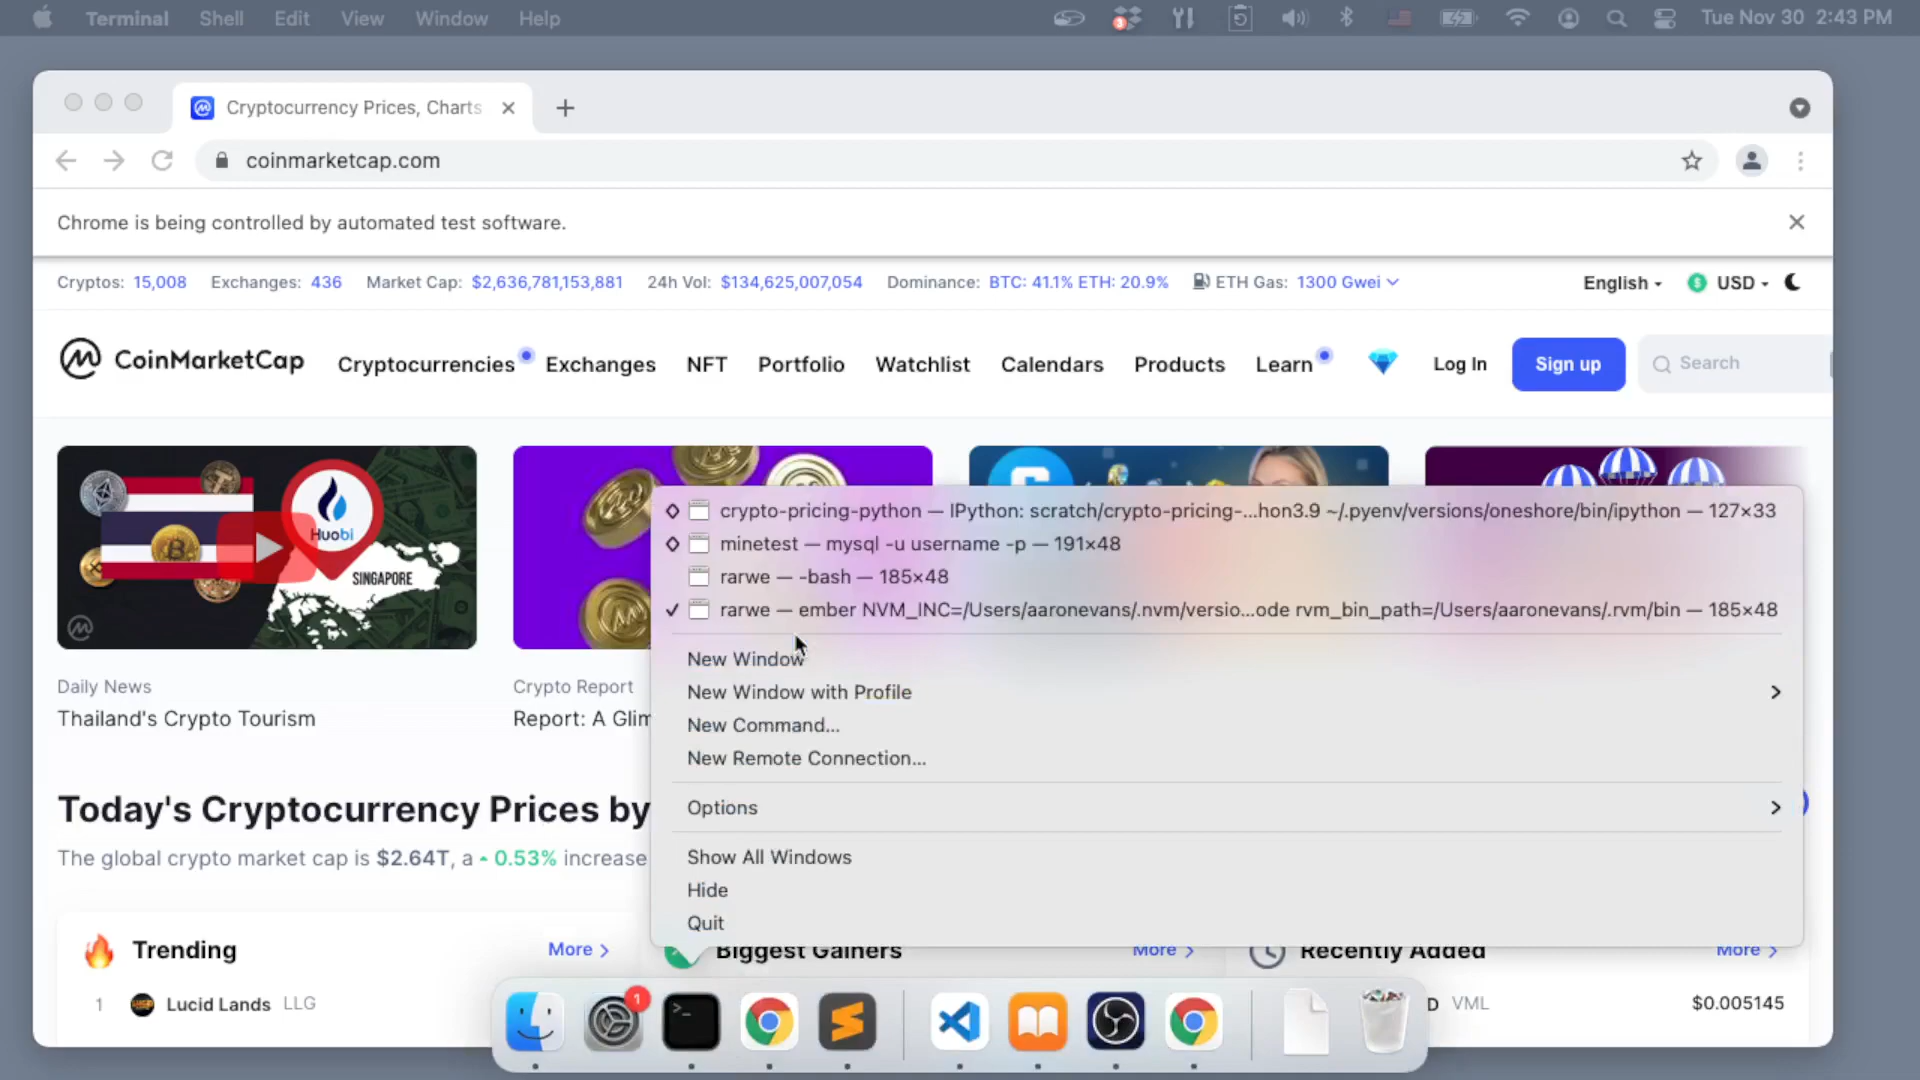 Terminal Shell Edit View Window Help
3
Tue Nov 30 2:43 PM
Cryptocurrency Prices, Charts
coinmarketcap.com
Chrome is being controlled by automated test software.
Cryptos: 15,008 Exchanges: 436 Market Cap: $2,636,781,153,881 24h Vol: $134,625,007,054 Dominance: BTC: 41.1% ETH: 20.9% ETH Gas: 1300 Gwei English USD
CoinMarketCap Cryptocurrencies Exchanges NFT Portfolio Watchlist Calendars Products Learn Log In Sign up Search
Huobi
SINGAPORE
Daily News
Thailand's Crypto Tourism
Crypto Report
Report: A Glim
crypto-pricing-python — IPython: scratch/crypto-pricing-...hon3.9 ~/.pyenv/versions/oneshore/bin/ipython — 127×33
minetest — mysql -u username -p — 191×48
rarwe — -bash — 185×48
✓ rarwe — ember NVM_INC=/Users/aaronevans/.nvm/versio...ode rvm_bin_path=/Users/aaronevans/.rvm/bin — 185×48
New Window
New Window with Profile
New Command...
New Remote Connection...
Options
Show All Windows
Hide
Quit
Today's Cryptocurrency Prices by
The global crypto market cap is $2.64T, a 0.53% increase
Trending More
Biggest Gainers More
Recently Added More
1 Lucid Lands LLG
D VML $0.005145
1